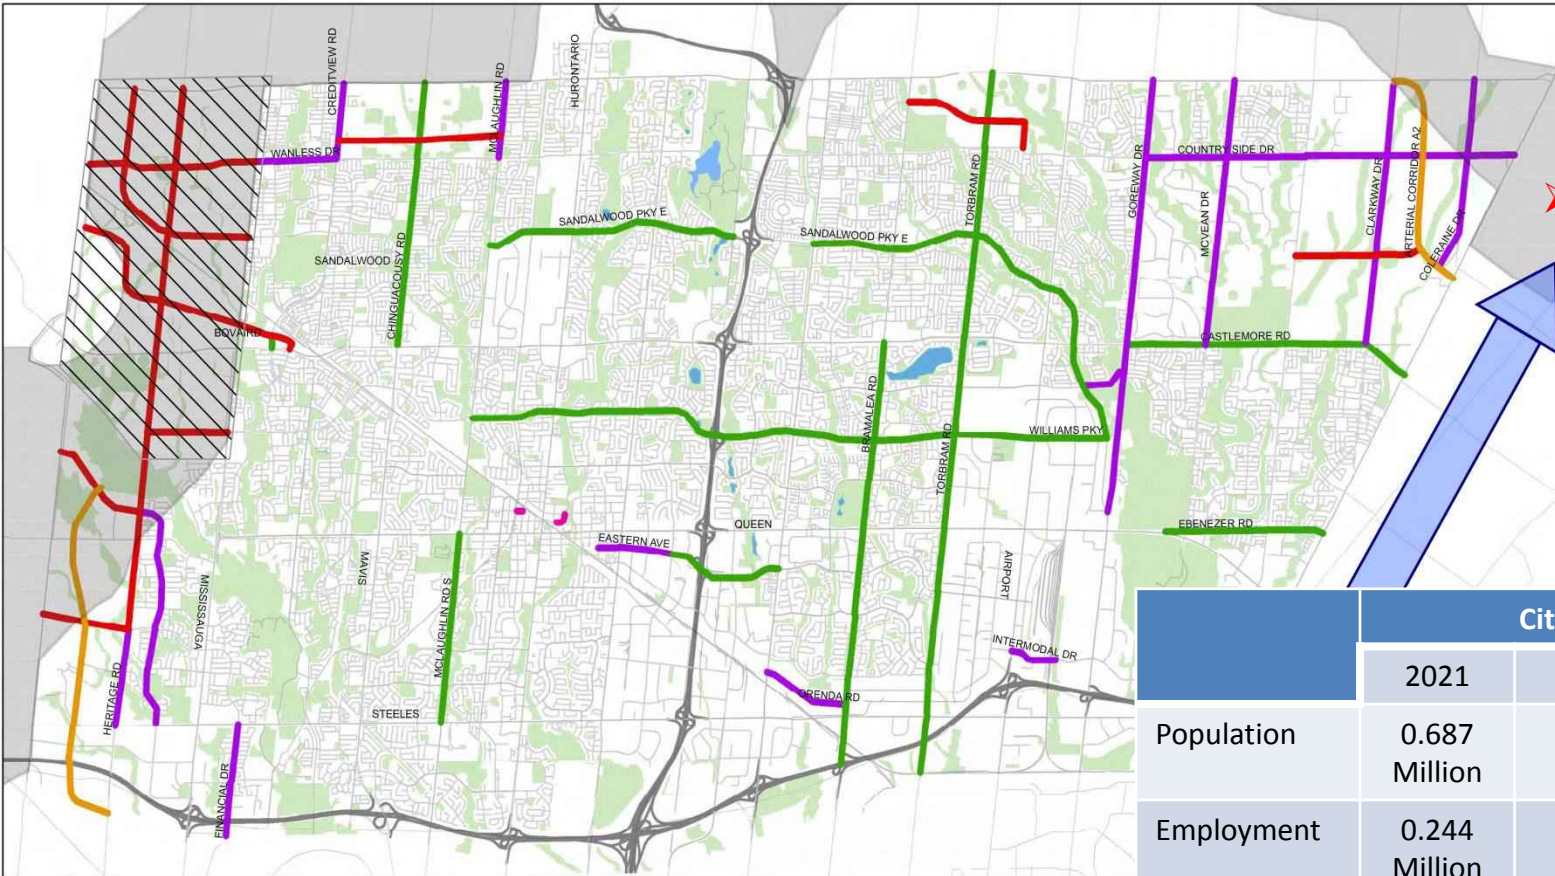 CREDITVIEW RD
MCLAUGHLIN RD
HURONTARIO
WANLESS DR
CHINGUACOUSY RD
SANDALWOOD
SANDALWOOD PKY E
SANDALWOOD PKY E
TORBRAM RD
GOREWAY DR
COUNTRY SIDE DR
MCVEAN DR
CLARKWAY DR
ARTERIAL CORRIDOR A2
COLERAINE DR
BOVAIRD
CASTLEMORE RD
BRAMALEA RD
TORBRAM RD
WILLIAMS PKY
QUEEN
EASTERN AVE
EBENEZER RD
MISSISSAUGA
MAVIS
MCLAUGHLIN RD S
AIRPORT
INTERMODAL DR
ORENDA RD
HERITAGE RD
STEELES
FINANCIAL DR
Cit
2021
Population
0.687
Million
Employment
0.244
Million